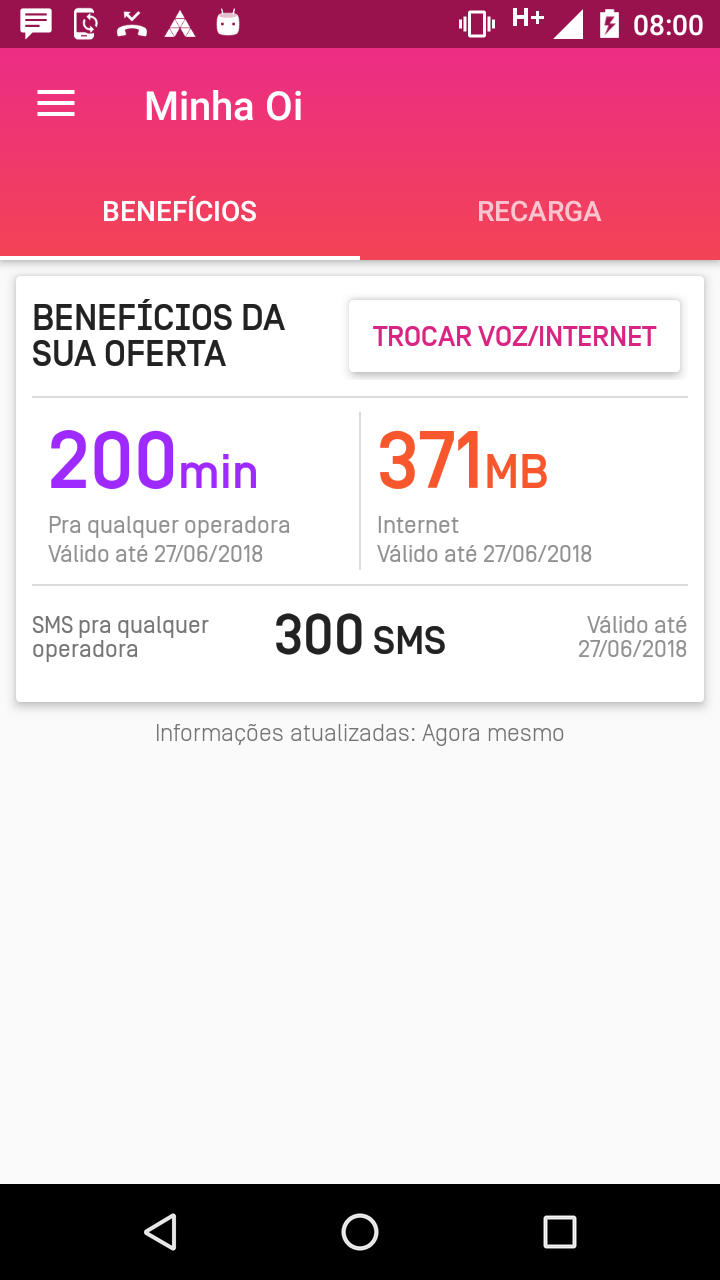 H+ 08:00
Minha Oi
BENEFÍCIOS RECARGA
BENEFÍCIOS DA
SUA OFERTA
TROCAR VOZ/INTERNET
200min
Pra qualquer operadora
Válido até 27/06/2018
371MB
Internet
Válido até 27/06/2018
SMS pra qualquer
operadora
300 SMS
Válido até
27/06/2018
Informações atualizadas: Agora mesmo